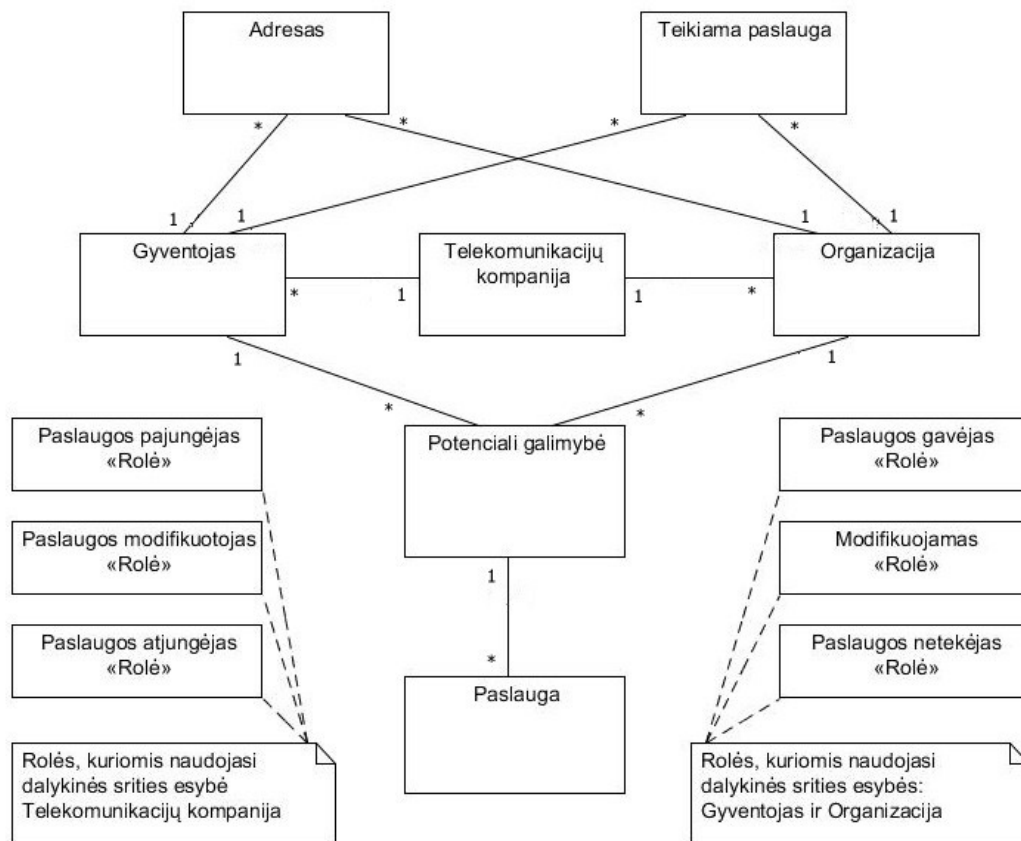 Adresas
Teikiama paslauga
*
*
*
*
1
1
1
1
Gyventojas
Telekomunikacijų
kompanija
Organizacija
*
1
1
*
1
1
*
*
Paslaugos pajungėjas
«Rolė»
Potenciali galimybė
Paslaugos gavėjas
«Rolė»
Paslaugos modifikuotojas
«Rolė»
Modifikuojamas
«Rolė»
1
Paslaugos atjungėjas
«Rolė»
Paslaugos netekėjas
«Rolė»
*
Paslauga
Rolės, kuriomis naudojasi
dalykinės srities esybė
Telekomunikacijų kompanija
Rolės, kuriomis naudojasi
dalykinės srities esybės:
Gyventojas ir Organizacija